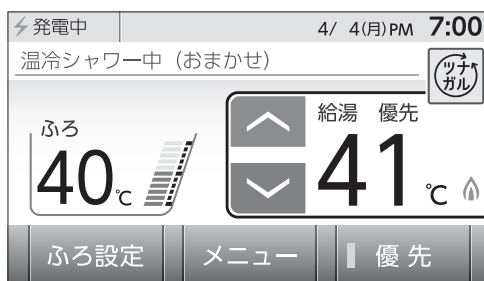 発電中 4/ 4(月)PM 7:00
温冷シャワー中（おまかせ）
ツナガル
ふろ
40℃
給湯 優先
41℃
ふろ設定 メニュー 優先